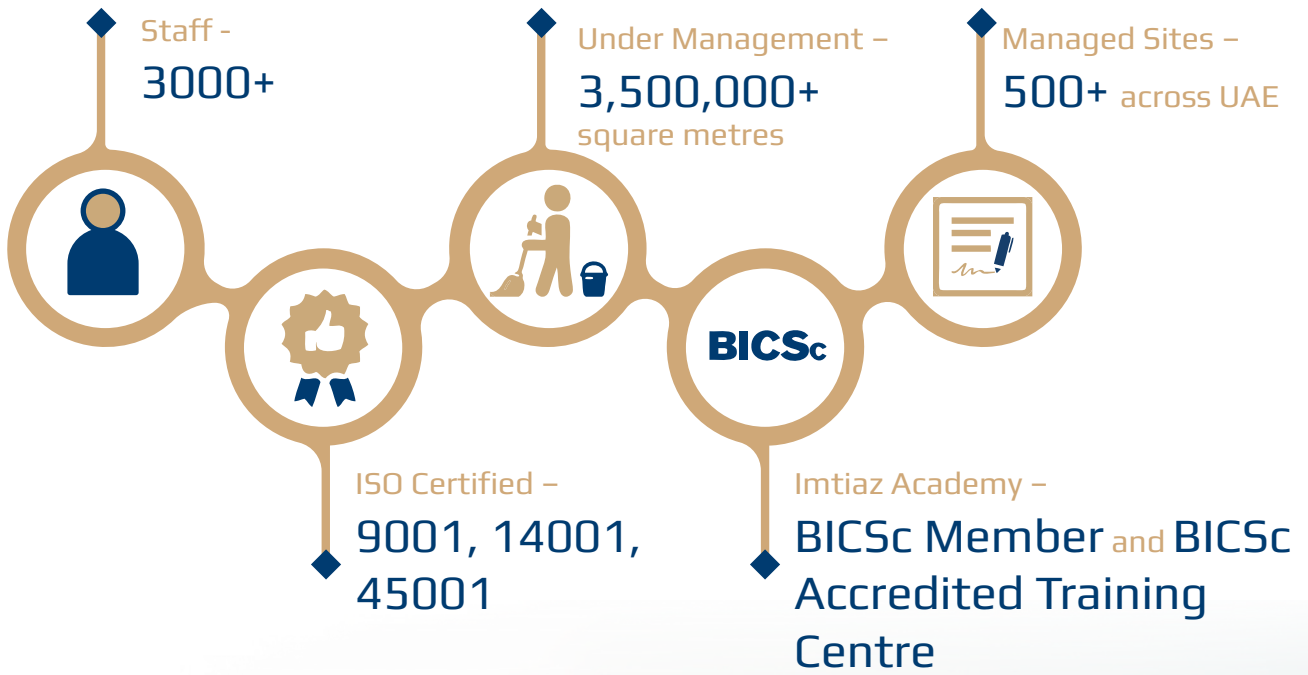 Staff -
3000+
Under Management –
3,500,000+
square metres
Managed Sites –
500+ across UAE
BICSc
ISO Certified –
9001, 14001,
45001
Imtiaz Academy –
BICSc Member and BICSc
Accredited Training
Centre